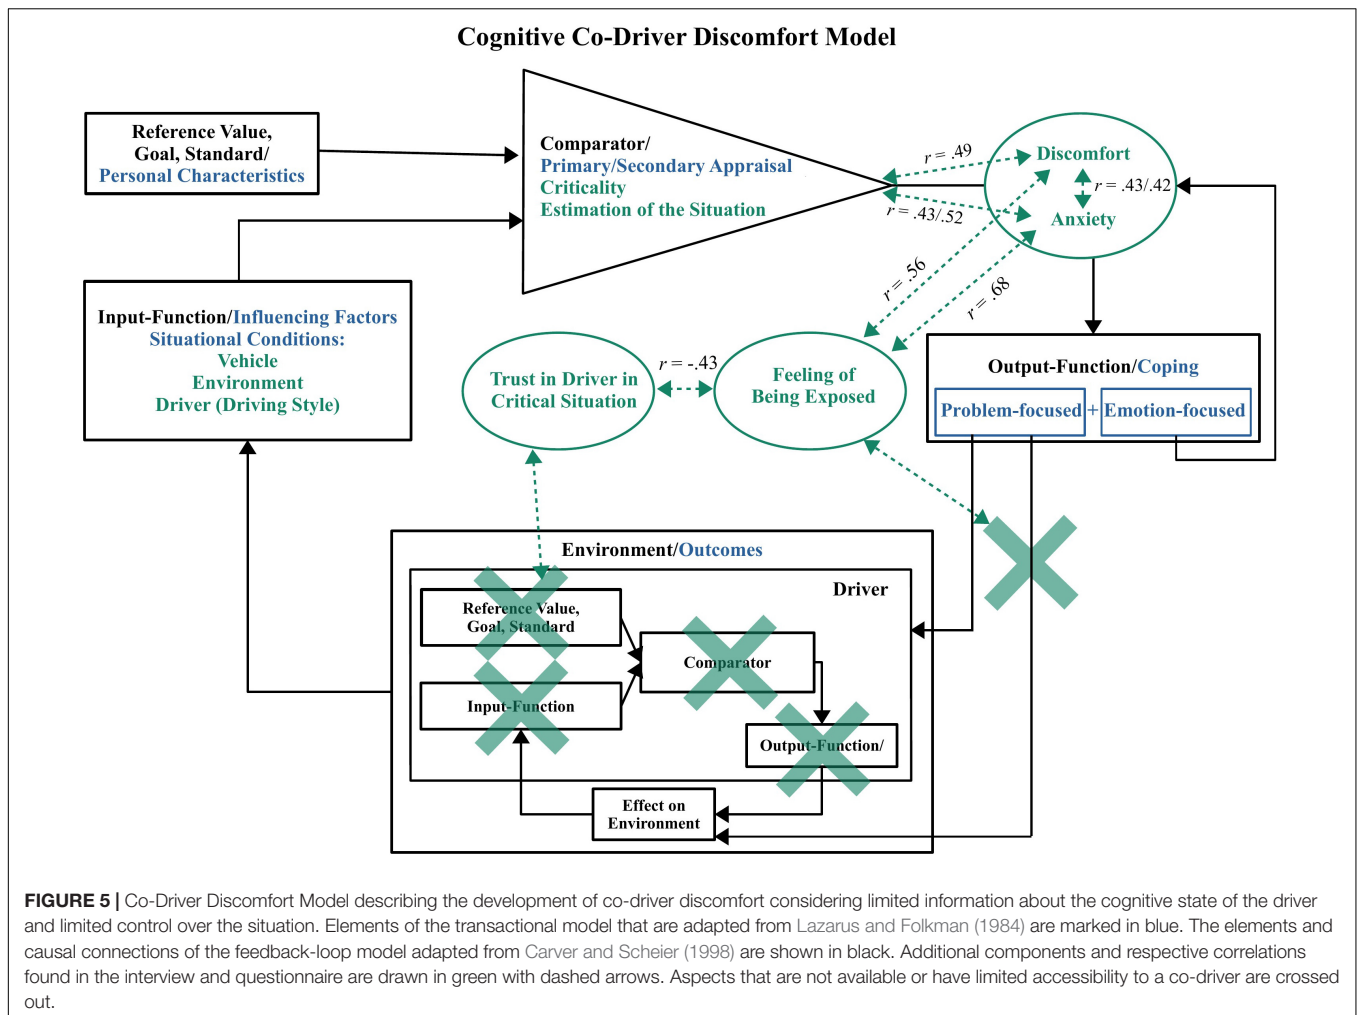 Cognitive Co-Driver Discomfort Model
Reference Value,
Goal, Standard/
Personal Characteristics
Comparator/
Primary/Secondary Appraisal
Criticality
Estimation of the Situation
r = .49
r = .43/.52
Discomfort
r = .43/.42
Anxiety
r = .56
r = .68
Input-Function/Influencing Factors
Situational Conditions:
Vehicle
Environment
Driver (Driving Style)
Trust in Driver in
Critical Situation
r = -.43
Feeling of
Being Exposed
Output-Function/Coping
Problem-focused + Emotion-focused
Environment/Outcomes
Driver
Reference Value,
Goal, Standard
Comparator
Input-Function
Output-Function/
Effect on
Environment
FIGURE 5 | Co-Driver Discomfort Model describing the development of co-driver discomfort considering limited information about the cognitive state of the driver
and limited control over the situation. Elements of the transactional model that are adapted from Lazarus and Folkman (1984) are marked in blue. The elements and
causal connections of the feedback-loop model adapted from Carver and Scheier (1998) are shown in black. Additional components and respective correlations
found in the interview and questionnaire are drawn in green with dashed arrows. Aspects that are not available or have limited accessibility to a co-driver are crossed
out.